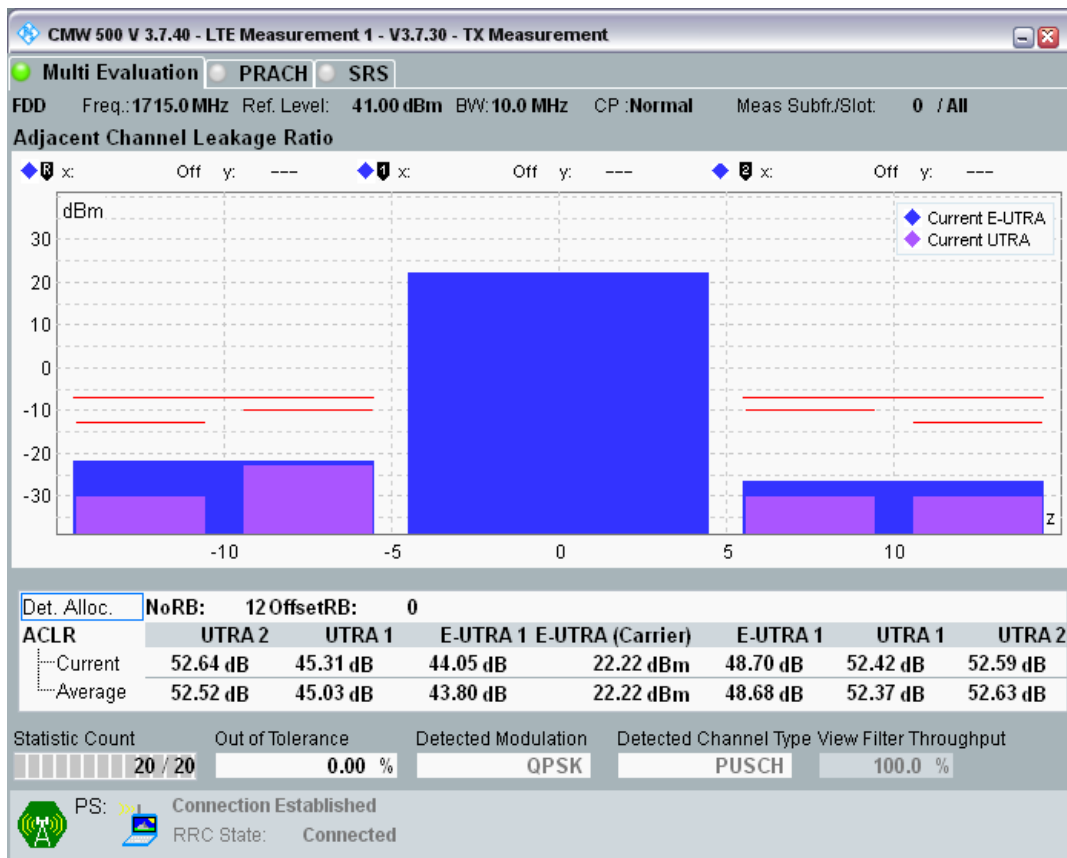 CMW 500 V 3.7.40 - LTE Measurement 1 - V3.7.30 - TX Measurement
Multi Evaluation PRACH SRS
FDD Freq.: 1715.0 MHz Ref. Level: 41.00 dBm BW: 10.0 MHz CP :Normal Meas Subfr./Slot: 0 / All
Adjacent Channel Leakage Ratio
R x: Off y: --- 1 x: Off y: --- 2 x: Off y: ---
dBm
Current E-UTRA
Current UTRA
30
20
10
0
-10
-20
-30
z
-10 -5 0 5 10
Det. Alloc. NoRB: 12 OffsetRB: 0
ACLR UTRA 2 UTRA 1 E-UTRA 1 E-UTRA (Carrier) E-UTRA 1 UTRA 1 UTRA 2
Current 52.64 dB 45.31 dB 44.05 dB 22.22 dBm 48.70 dB 52.42 dB 52.59 dB
Average 52.52 dB 45.03 dB 43.80 dB 22.22 dBm 48.68 dB 52.37 dB 52.63 dB
Statistic Count Out of Tolerance Detected Modulation Detected Channel Type View Filter Throughput
20 / 20 0.00 % QPSK PUSCH 100.0 %
PS: Connection Established
RRC State: Connected